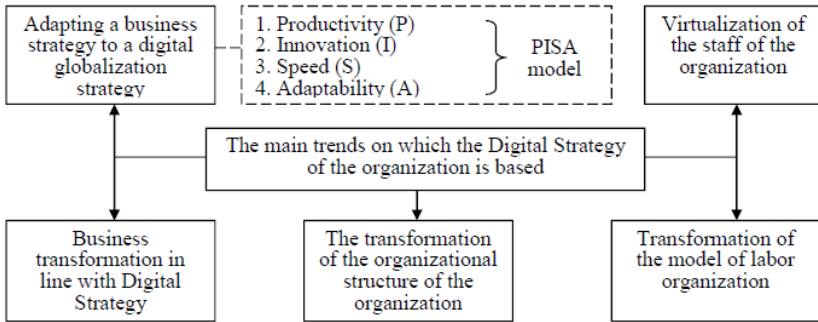 Adapting a business
strategy to a digital
globalization
strategy
1. Productivity (P)
2. Innovation (I)
3. Speed (S)
4. Adaptability (A)
PISA
model
Virtualization of
the staff of the
organization
The main trends on which the Digital Strategy
of the organization is based
Business
transformation in
line with Digital
Strategy
The transformation
of the organizational
structure of the
organization
Transformation of
the model of labor
organization